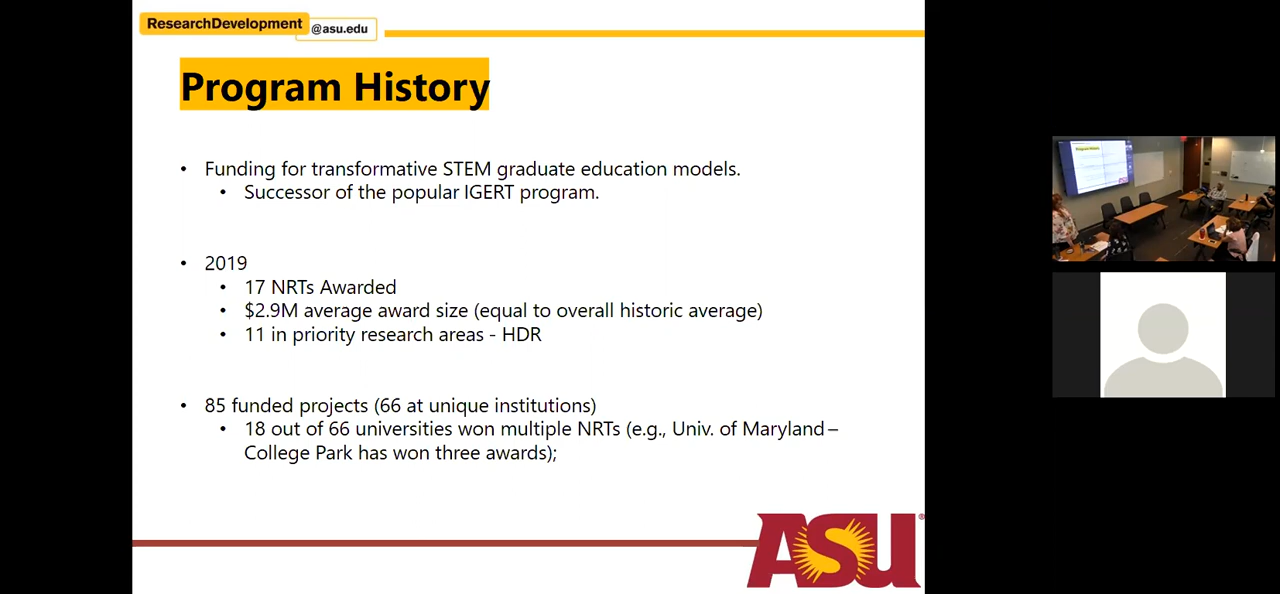 ResearchDevelopment
@asu.edu
Program History
• Funding for transformative STEM graduate education models.
• Successor of the popular IGERT program.
• 2019
• 17 NRTs Awarded
• $2.9M average award size (equal to overall historic average)
• 11 in priority research areas - HDR
• 85 funded projects (66 at unique institutions)
• 18 out of 66 universities won multiple NRTs (e.g., Univ. of Maryland –
College Park has won three awards);
ASU®
Program History